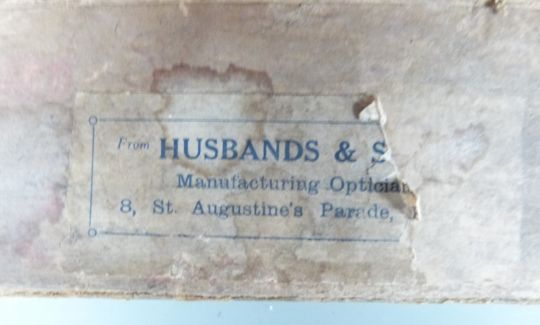 From HUSBANDS & S
Manufacturing Optician
8, St. Augustine's Parade,